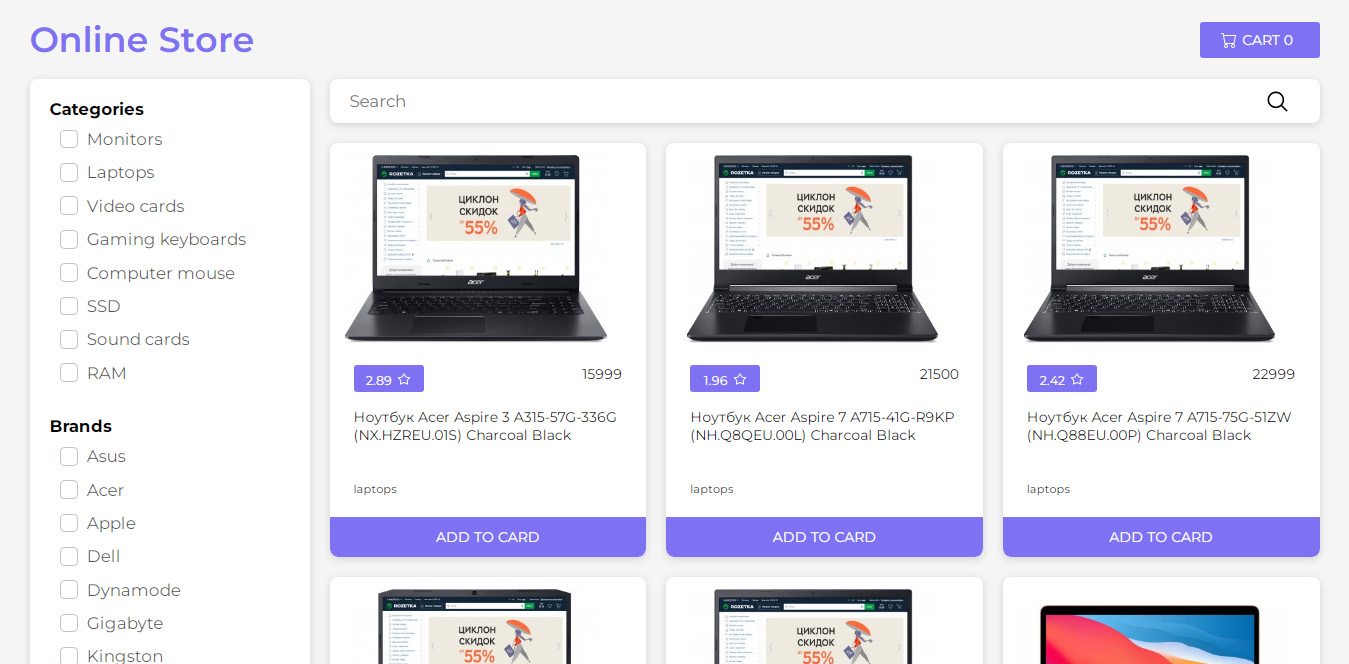 Online Store
CART 0
Categories
Monitors
Laptops
Video cards
Gaming keyboards
Computer mouse
SSD
Sound cards
RAM
Brands
Asus
Acer
Apple
Dell
Dynamode
Gigabyte
Kingston
Search
ROZETKA
ЦИКЛОН
СКИДОК
55%
acer
2.89
15999
Ноутбук Acer Aspire 3 A315-57G-336G
(NX.HZREU.01S) Charcoal Black
laptops
ADD TO CARD
ROZETKA
ЦИКЛОН
СКИДОК
55%
acer
1.96
21500
Ноутбук Acer Aspire 7 A715-41G-R9KP
(NH.Q8QEU.00L) Charcoal Black
laptops
ADD TO CARD
ROZETKA
ЦИКЛОН
СКИДОК
55%
acer
2.42
22999
Ноутбук Acer Aspire 7 A715-75G-51ZW
(NH.Q88EU.00P) Charcoal Black
laptops
ADD TO CARD
ROZETKA
ЦИКЛОН
СКИДОК
55%
ROZETKA
ЦИКЛОН
СКИДОК
55%